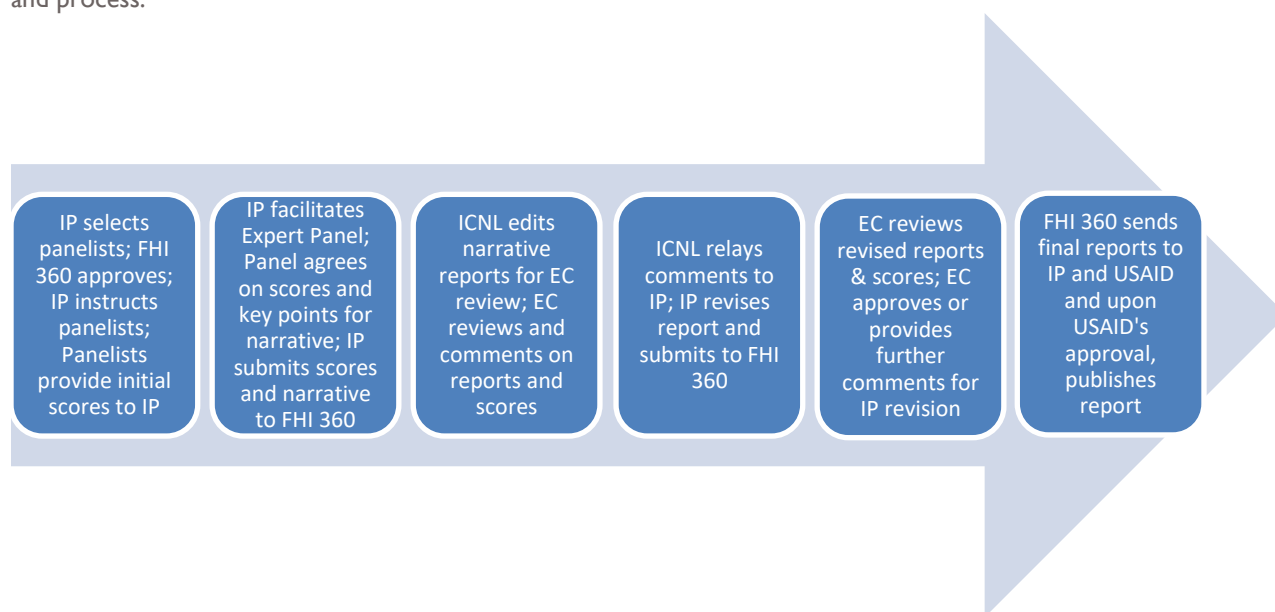 and process.
IP selects
panelists; FHI
360 approves;
IP instructs
panelists;
Panelists
provide initial
scores to IP
IP facilitates
Expert Panel;
Panel agrees
on scores and
key points for
narrative; IP
submits scores
and narrative
to FHI 360
ICNL edits
narrative
reports for EC
review; EC
reviews and
comments on
reports and
scores
ICNL relays
comments to
IP; IP revises
report and
submits to FHI
360
EC reviews
revised reports
& scores; EC
approves or
provides
further
comments for
IP revision
FHI 360 sends
final reports to
IP and USAID
and upon
USAID's
approval,
publishes
report